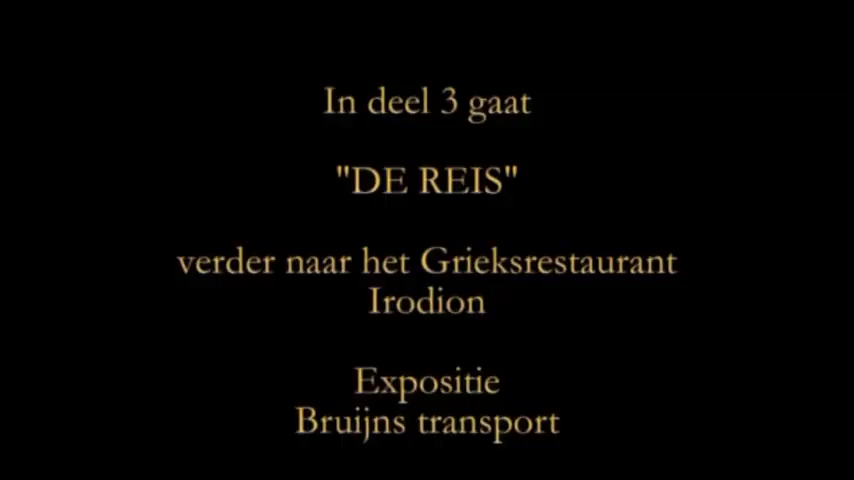 In deel 3 gaat
"DE REIS"
verder naar het Grieksrestaurant
Irodion
Expositie
Bruijns transport